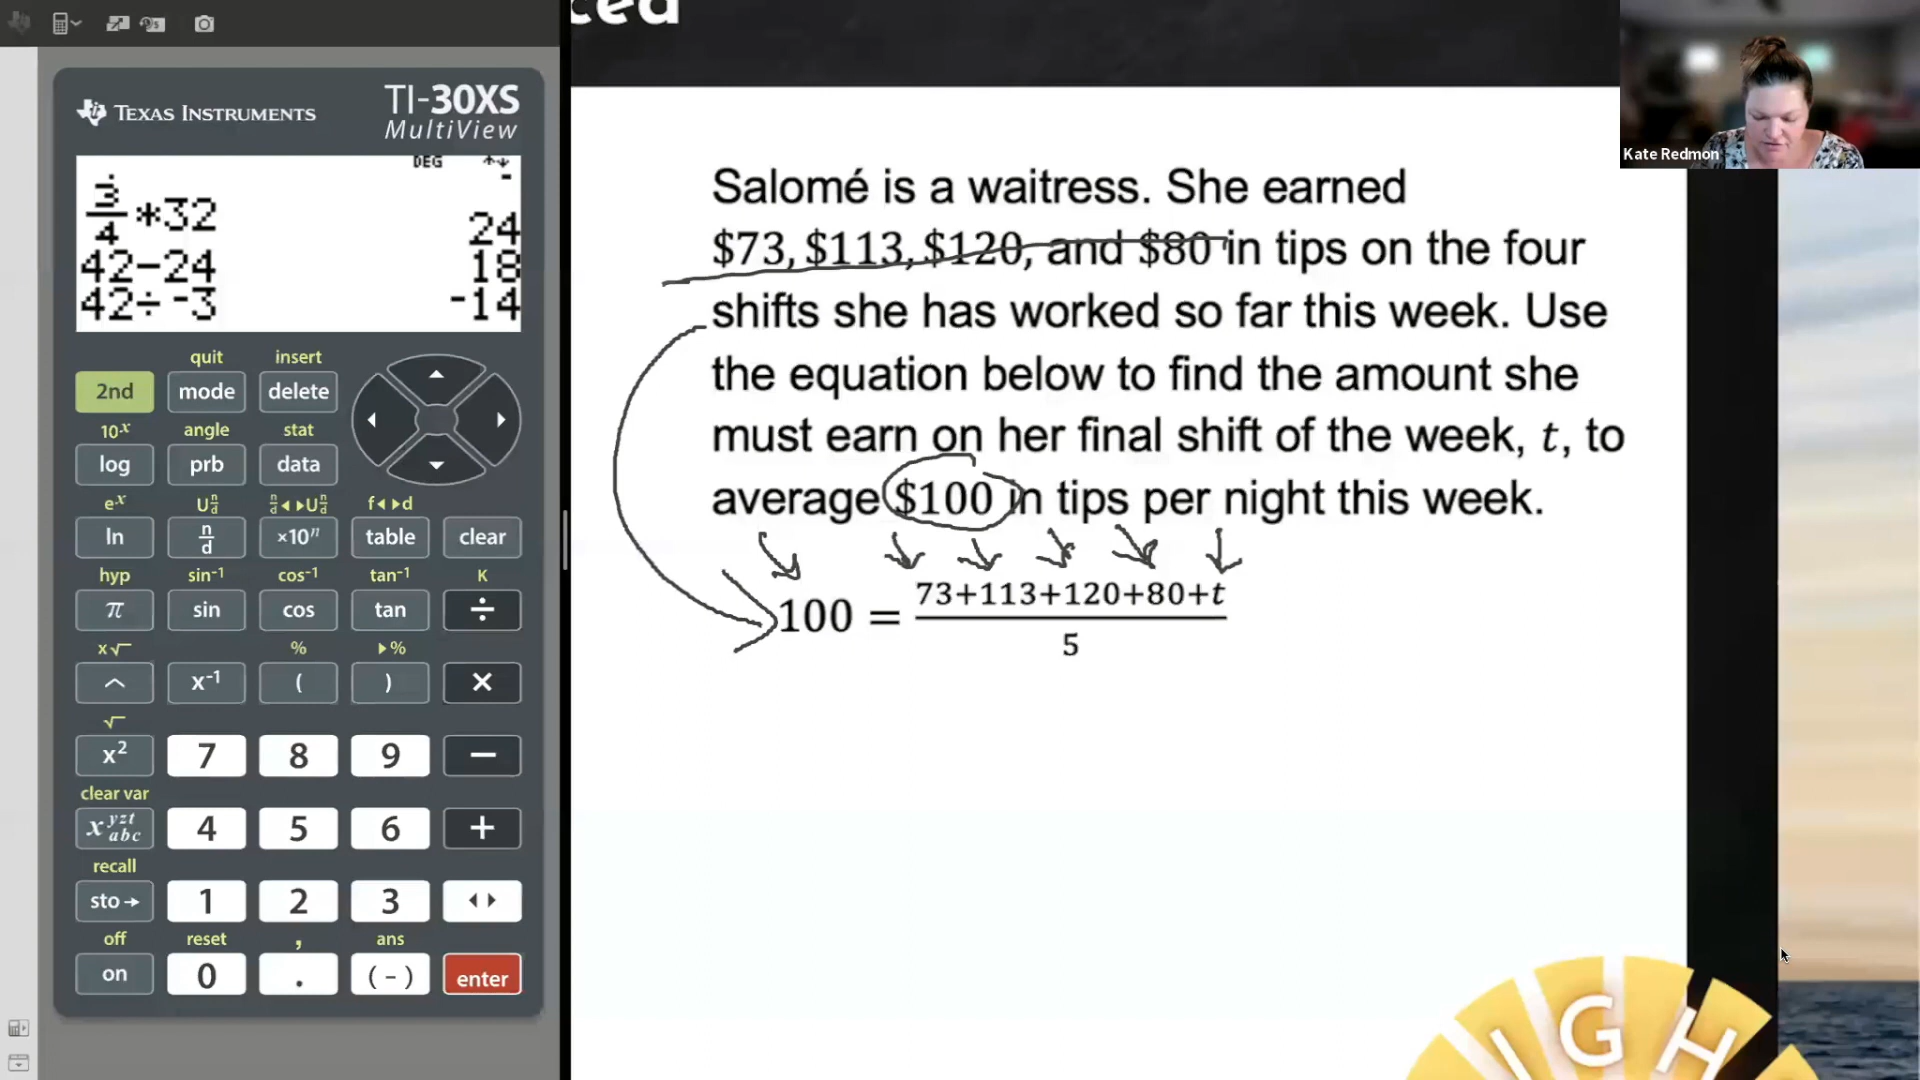 ced
Kate Redmon
TEXAS INSTRUMENTS
TI-30XS
MultiView
DEG
3/4 *32 24
42-24 18
42÷-3 -14
quit insert
2nd mode delete
10^x angle stat
log prb data
e^x U n/d n/d ◄►U n/d f◄►d
ln n/d ×10^n table clear
hyp sin⁻¹ cos⁻¹ tan⁻¹ K
π sin cos tan ÷
x√ % ►%
^ x⁻¹ ( ) ×
√
x² 7 8 9 −
clear var
x yzt abc 4 5 6 +
recall
sto→ 1 2 3 ◄►
off reset , ans
on 0 . (-) enter
Salomé is a waitress. She earned
$73, $113, $120, and $80 in tips on the four
shifts she has worked so far this week. Use
the equation below to find the amount she
must earn on her final shift of the week, t, to
average $100 in tips per night this week.
100 = 73+113+120+80+t
5
IGH